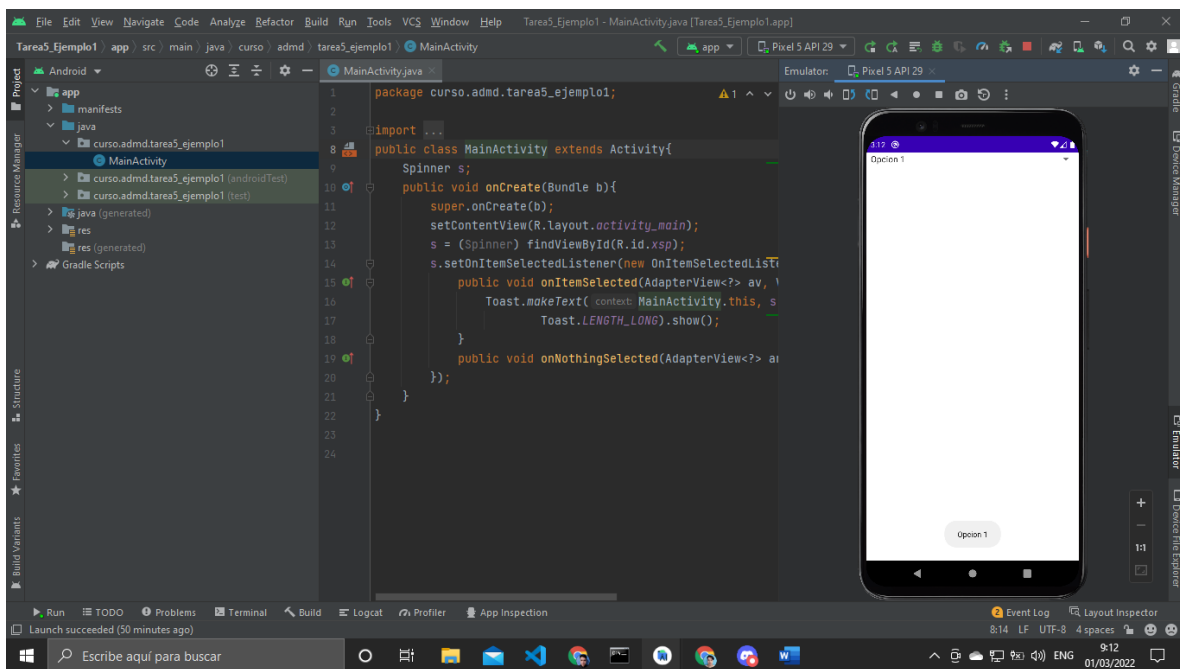 File Edit View Navigate Code Analyze Refactor Build Run Tools VCS Window Help Tarea5_Ejemplo1 - MainActivity.java [Tarea5_Ejemplo1.app]
Tarea5_Ejemplo1 app src main java curso admd tarea5_ejemplo1 MainActivity app Pixel 5 API 29
Android
MainActivity.java
Emulator: Pixel 5 API 29
Project
Resource Manager
Structure
Favorites
Build Variants
app
manifests
java
curso.admd.tarea5_ejemplo1
MainActivity
curso.admd.tarea5_ejemplo1 (androidTest)
curso.admd.tarea5_ejemplo1 (test)
java (generated)
res
res (generated)
Gradle Scripts
1 package curso.admd.tarea5_ejemplo1;
1
2
3 import ...
8 public class MainActivity extends Activity{
9 Spinner s;
10 public void onCreate(Bundle b){
11 super.onCreate(b);
12 setContentView(R.layout.activity_main);
13 s = (Spinner) findViewById(R.id.xsp);
14 s.setOnItemSelectedListener(new OnItemSelectedListe
15 public void onItemSelected(AdapterView<?> av, V
16 Toast.makeText( context: MainActivity.this, s
17 Toast.LENGTH_LONG).show();
18 }
19 public void onNothingSelected(AdapterView<?> a
20 });
21 }
22 }
23
24
3:12
Opcion 1
Opcion 1
1:1
Gradle
Device Manager
Emulator
Device File Explorer
Run TODO Problems Terminal Build Logcat Profiler App Inspection
2 Event Log Layout Inspector
Launch succeeded (50 minutes ago)
8:14 LF UTF-8 4 spaces
Escribe aquí para buscar
ENG
9:12
01/03/2022